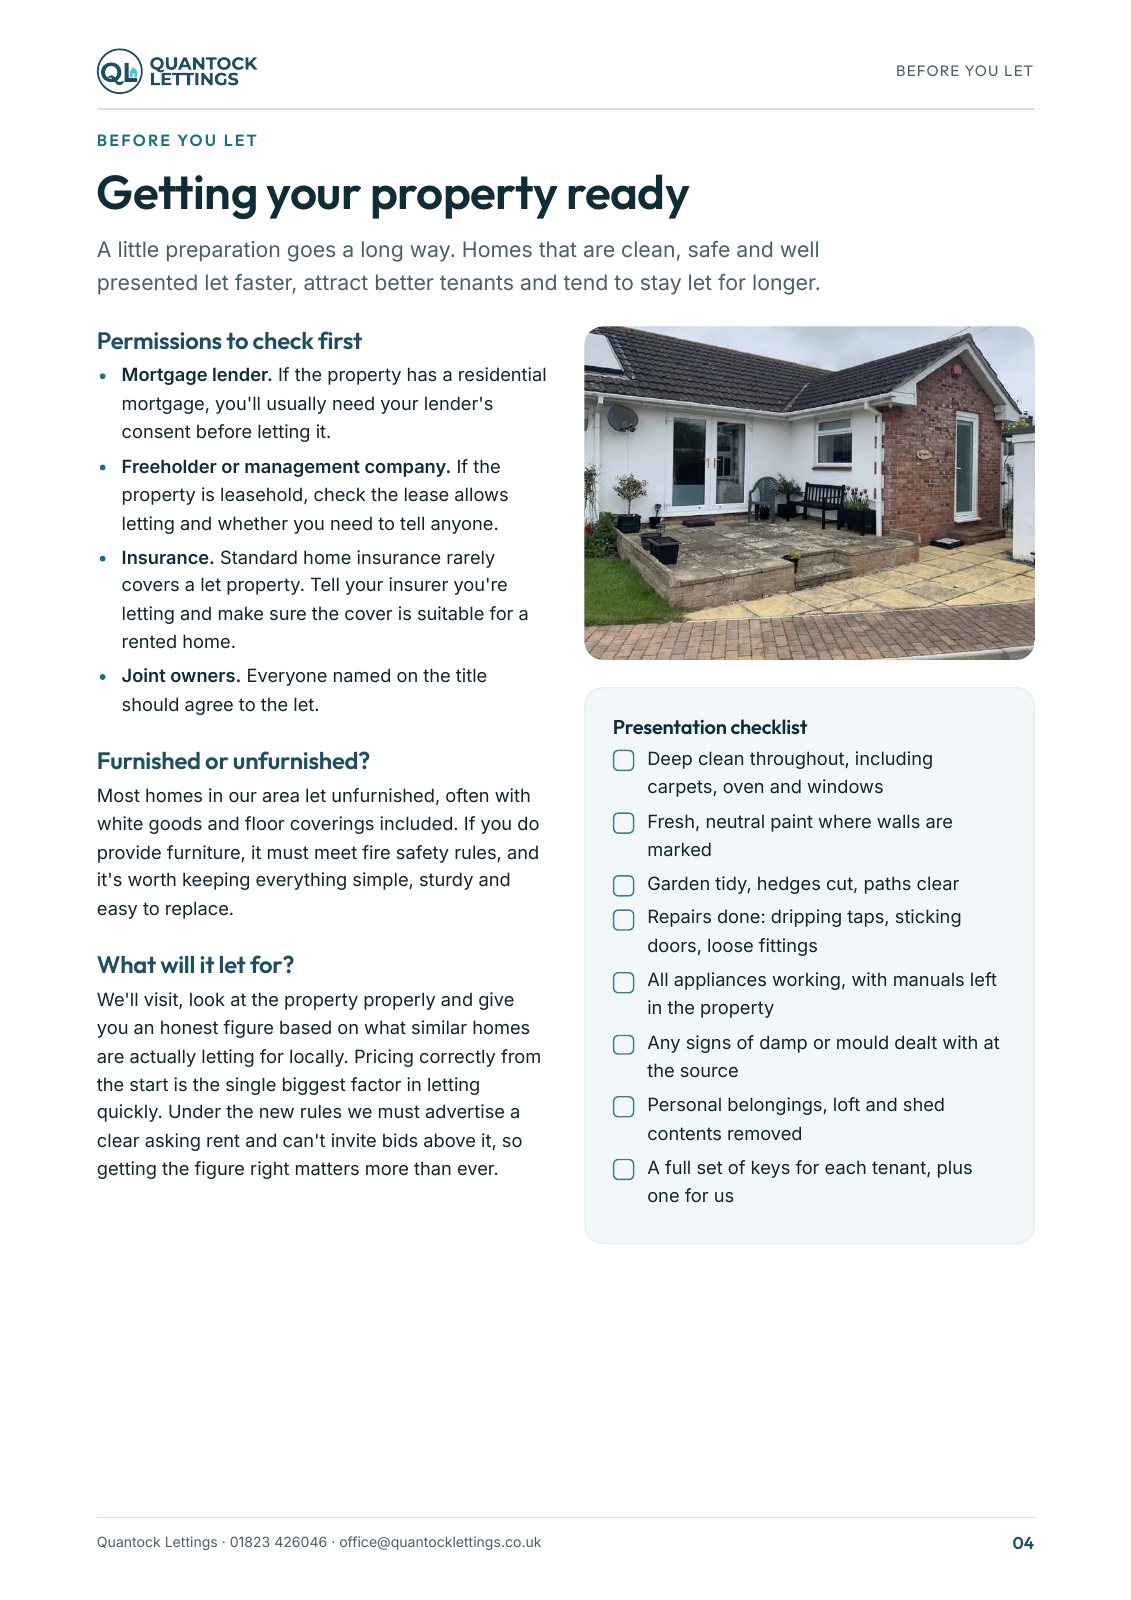 QL QUANTOCK
LETTINGS
BEFORE YOU LET
BEFORE YOU LET
Getting your property ready
A little preparation goes a long way. Homes that are clean, safe and well
presented let faster, attract better tenants and tend to stay let for longer.
Permissions to check first
• Mortgage lender. If the property has a residential
mortgage, you'll usually need your lender's
consent before letting it.
• Freeholder or management company. If the
property is leasehold, check the lease allows
letting and whether you need to tell anyone.
• Insurance. Standard home insurance rarely
covers a let property. Tell your insurer you're
letting and make sure the cover is suitable for a
rented home.
• Joint owners. Everyone named on the title
should agree to the let.
Furnished or unfurnished?
Most homes in our area let unfurnished, often with
white goods and floor coverings included. If you do
provide furniture, it must meet fire safety rules, and
it's worth keeping everything simple, sturdy and
easy to replace.
What will it let for?
We'll visit, look at the property properly and give
you an honest figure based on what similar homes
are actually letting for locally. Pricing correctly from
the start is the single biggest factor in letting
quickly. Under the new rules we must advertise a
clear asking rent and can't invite bids above it, so
getting the figure right matters more than ever.
Presentation checklist
Deep clean throughout, including
carpets, oven and windows
Fresh, neutral paint where walls are
marked
Garden tidy, hedges cut, paths clear
Repairs done: dripping taps, sticking
doors, loose fittings
All appliances working, with manuals left
in the property
Any signs of damp or mould dealt with at
the source
Personal belongings, loft and shed
contents removed
A full set of keys for each tenant, plus
one for us
Quantock Lettings · 01823 426046 · office@quantocklettings.co.uk
04